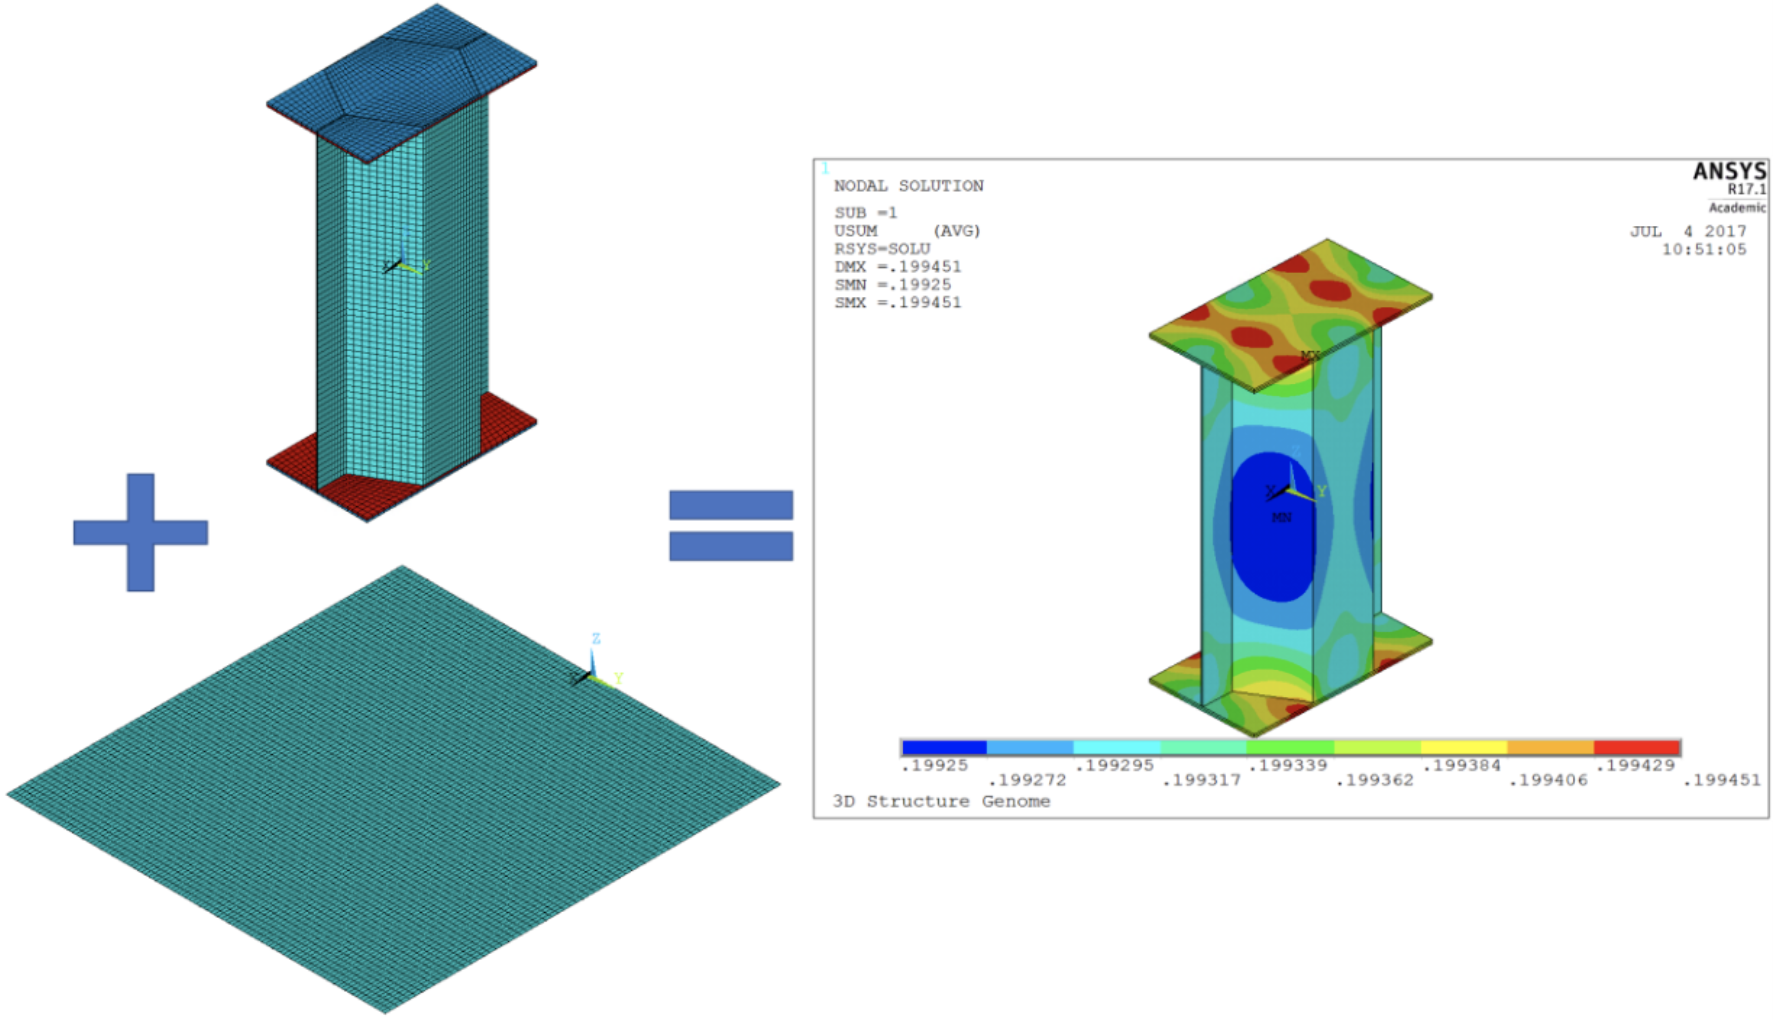 Z
Y
1
NODAL SOLUTION
SUB =1
USUM (AVG)
RSYS=SOLU
DMX =.199451
SMN =.19925
SMX =.199451
ANSYS
R17.1
Academic
JUL 4 2017
10:51:05
MX
Z
X
Y
MN
.19925
.199272
.199295
.199317
.199339
.199362
.199384
.199406
.199429
.199451
3D Structure Genome